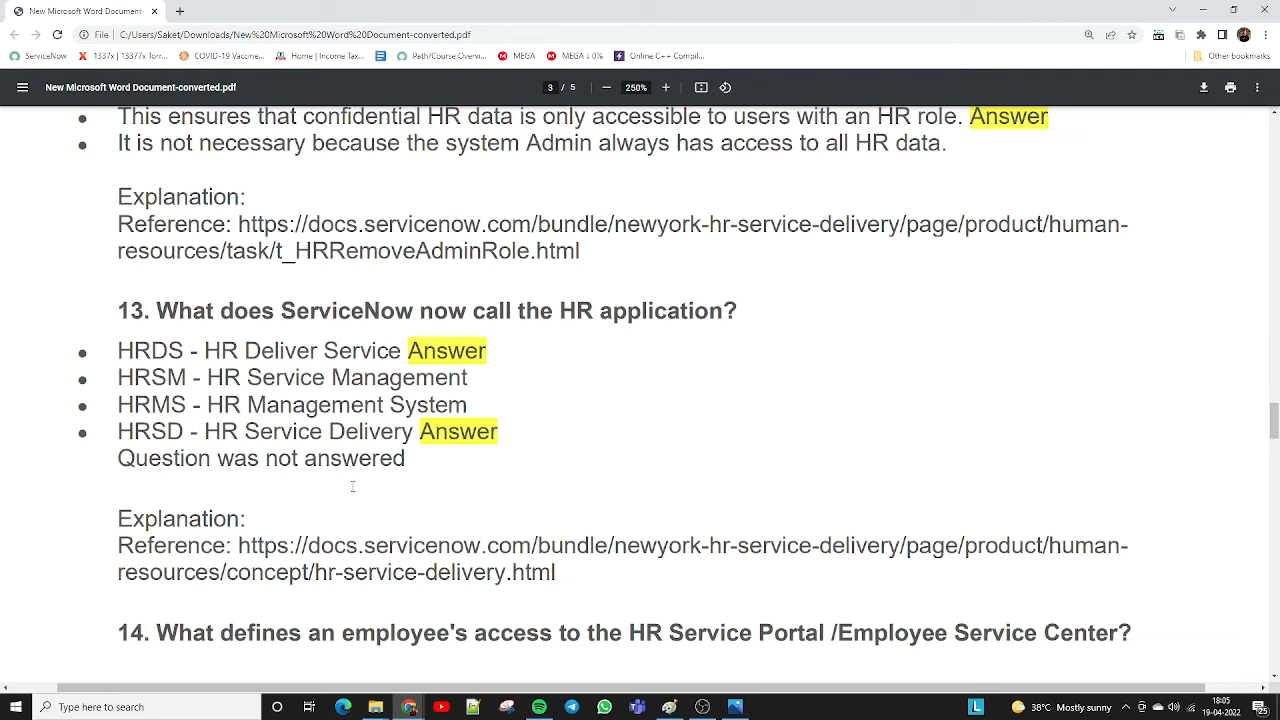 New Microsoft Word Document-
File | C:/Users/Saket/Downloads/New%20Microsoft%20Word%20Document-converted.pdf
ServiceNow
1337x | 13377x Torr...
COVID-19 Vaccine...
Home | Income Tax...
Path/Course Overvi...
MEGA
MEGA ↓ 0%
Online C++ Compil...
Other bookmarks
New Microsoft Word Document-converted.pdf
3 / 5
250%
• This ensures that confidential HR data is only accessible to users with an HR role. Answer
• It is not necessary because the system Admin always has access to all HR data.
Explanation:
Reference: https://docs.servicenow.com/bundle/newyork-hr-service-delivery/page/product/human-
resources/task/t_HRRemoveAdminRole.html
13. What does ServiceNow now call the HR application?
• HRDS - HR Deliver Service Answer
• HRSM - HR Service Management
• HRMS - HR Management System
• HRSD - HR Service Delivery Answer
Question was not answered
Explanation:
Reference: https://docs.servicenow.com/bundle/newyork-hr-service-delivery/page/product/human-
resources/concept/hr-service-delivery.html
14. What defines an employee's access to the HR Service Portal /Employee Service Center?
Type here to search
L
38°C Mostly sunny
18:05
19-04-2022